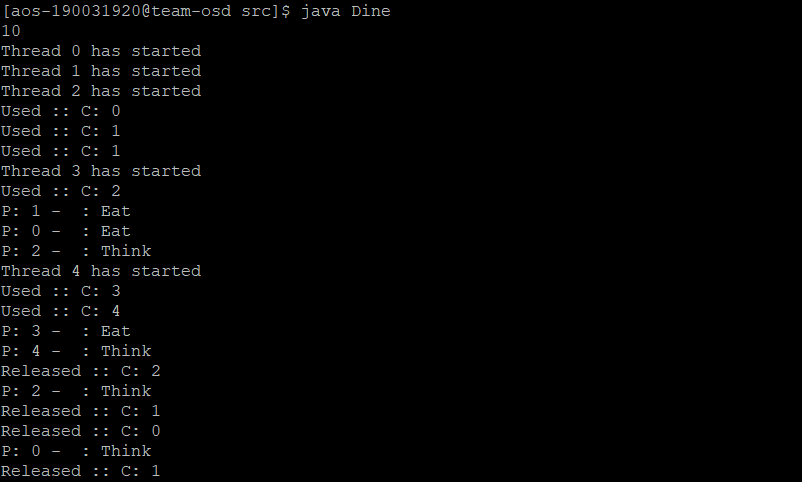 [aos-190031920@team-osd src]$ java Dine
10
Thread 0 has started
Thread 1 has started
Thread 2 has started
Used :: C: 0
Used :: C: 1
Used :: C: 1
Thread 3 has started
Used :: C: 2
P: 1 -  : Eat
P: 0 -  : Eat
P: 2 -  : Think
Thread 4 has started
Used :: C: 3
Used :: C: 4
P: 3 -  : Eat
P: 4 -  : Think
Released :: C: 2
P: 2 -  : Think
Released :: C: 1
Released :: C: 0
P: 0 -  : Think
Released :: C: 1